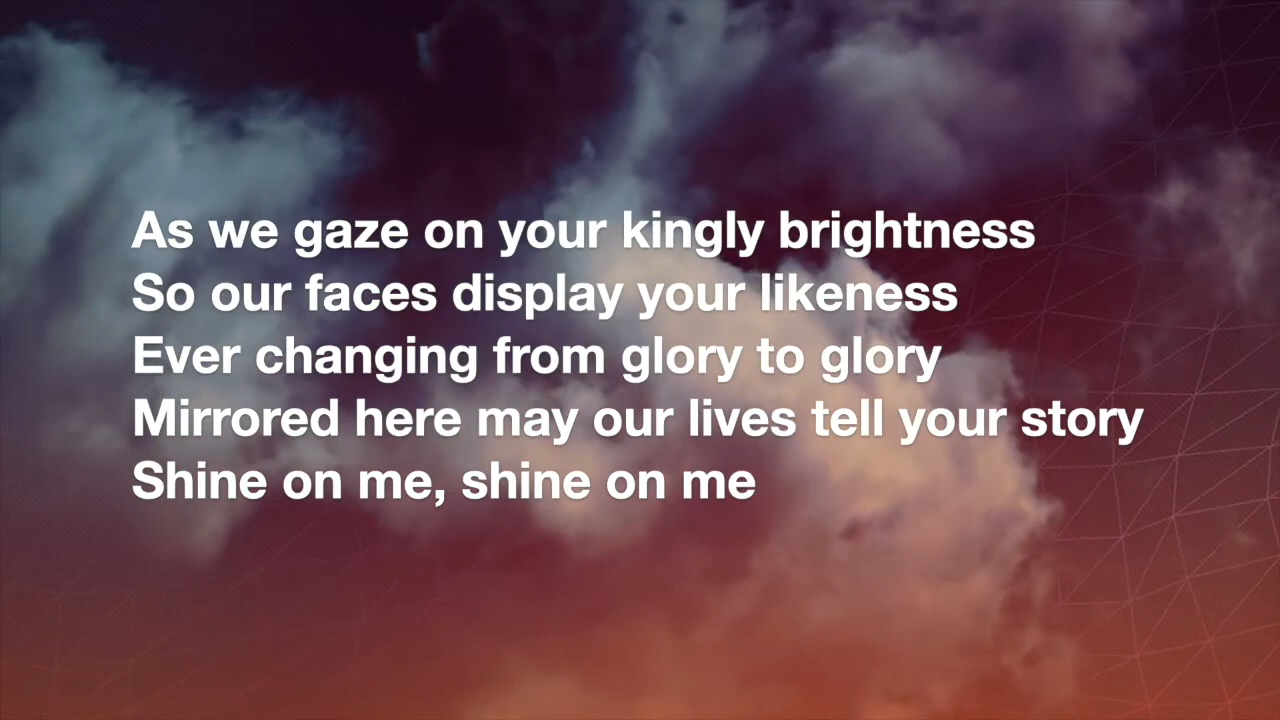 As we gaze on your kingly brightness
So our faces display your likeness
Ever changing from glory to glory
Mirrored here may our lives tell your story
Shine on me, shine on me